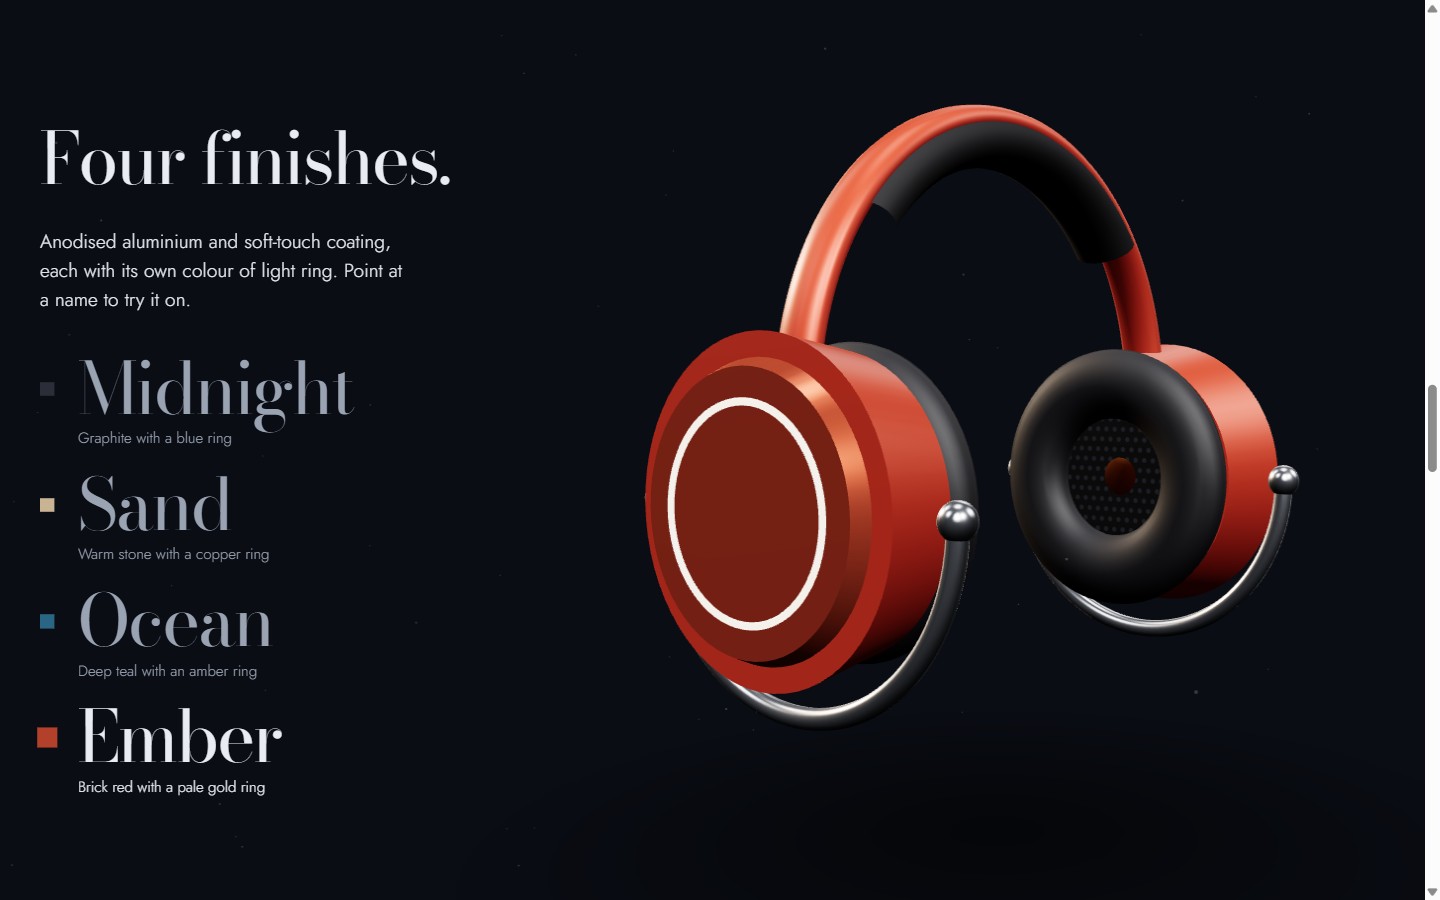 Four finishes.
Anodised aluminium and soft-touch coating,
each with its own colour of light ring. Point at
a name to try it on.
Midnight
Graphite with a blue ring
Sand
Warm stone with a copper ring
Ocean
Deep teal with an amber ring
Ember
Brick red with a pale gold ring